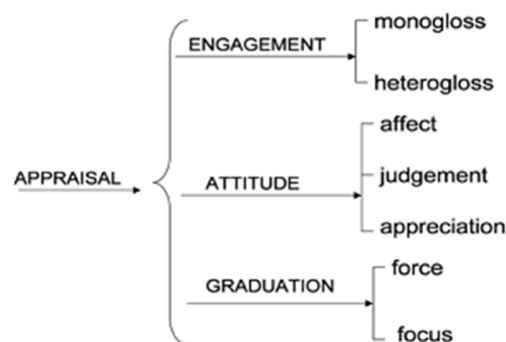 monogloss
ENGAGEMENT
heterogloss
affect
APPRAISAL
ATTITUDE
judgement
appreciation
force
GRADUATION
focus